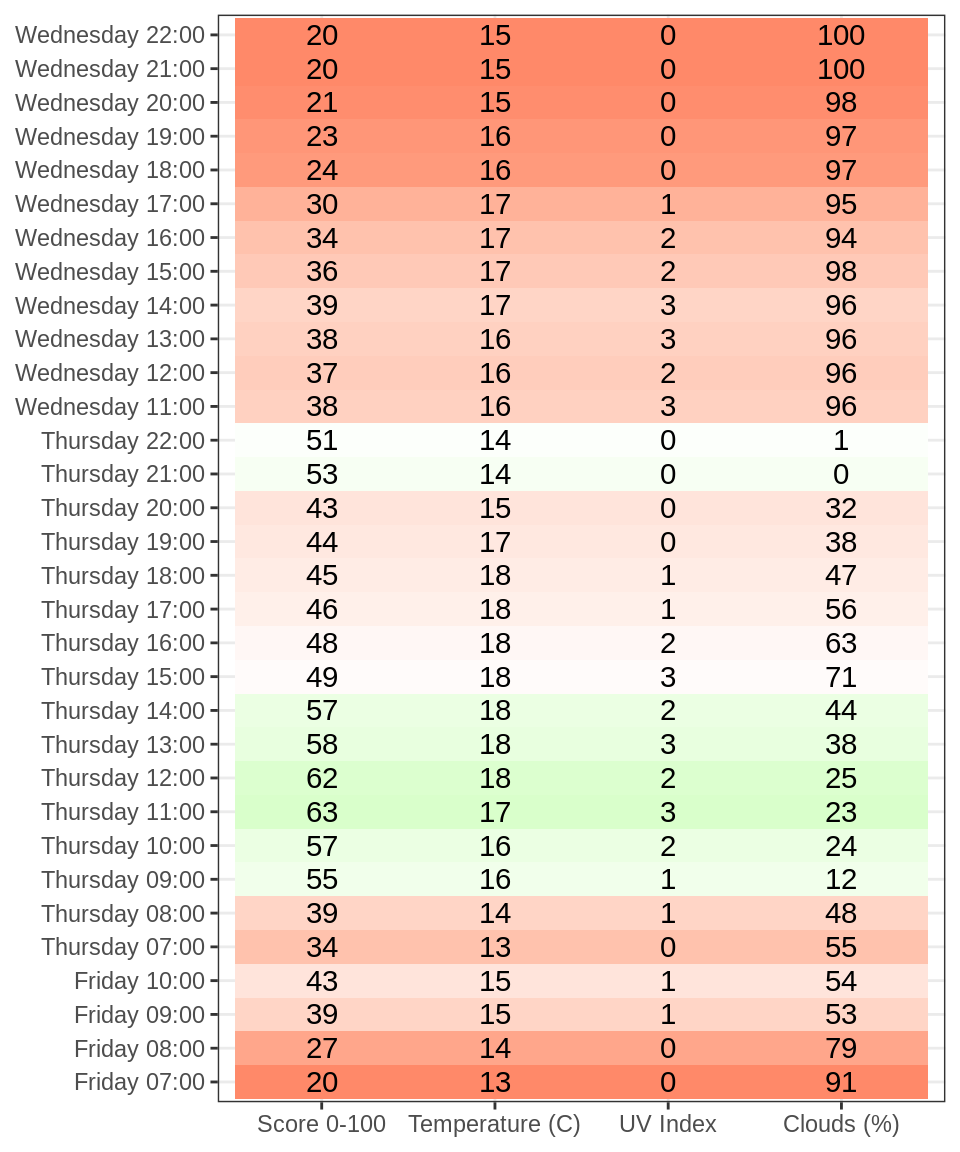 Wednesday 22:00 20 15 0 100
Wednesday 21:00 20 15 0 100
Wednesday 20:00 21 15 0 98
Wednesday 19:00 23 16 0 97
Wednesday 18:00 24 16 0 97
Wednesday 17:00 30 17 1 95
Wednesday 16:00 34 17 2 94
Wednesday 15:00 36 17 2 98
Wednesday 14:00 39 17 3 96
Wednesday 13:00 38 16 3 96
Wednesday 12:00 37 16 2 96
Wednesday 11:00 38 16 3 96
Thursday 22:00 51 14 0 1
Thursday 21:00 53 14 0 0
Thursday 20:00 43 15 0 32
Thursday 19:00 44 17 0 38
Thursday 18:00 45 18 1 47
Thursday 17:00 46 18 1 56
Thursday 16:00 48 18 2 63
Thursday 15:00 49 18 3 71
Thursday 14:00 57 18 2 44
Thursday 13:00 58 18 3 38
Thursday 12:00 62 18 2 25
Thursday 11:00 63 17 3 23
Thursday 10:00 57 16 2 24
Thursday 09:00 55 16 1 12
Thursday 08:00 39 14 1 48
Thursday 07:00 34 13 0 55
Friday 10:00 43 15 1 54
Friday 09:00 39 15 1 53
Friday 08:00 27 14 0 79
Friday 07:00 20 13 0 91
Score 0-100 Temperature (C) UV Index Clouds (%)